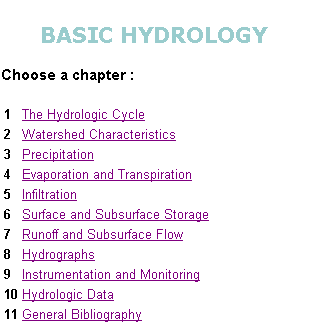 BASIC HYDROLOGY
Choose a chapter :
1 The Hydrologic Cycle
2 Watershed Characteristics
3 Precipitation
4 Evaporation and Transpiration
5 Infiltration
6 Surface and Subsurface Storage
7 Runoff and Subsurface Flow
8 Hydrographs
9 Instrumentation and Monitoring
10 Hydrologic Data
11 General Bibliography